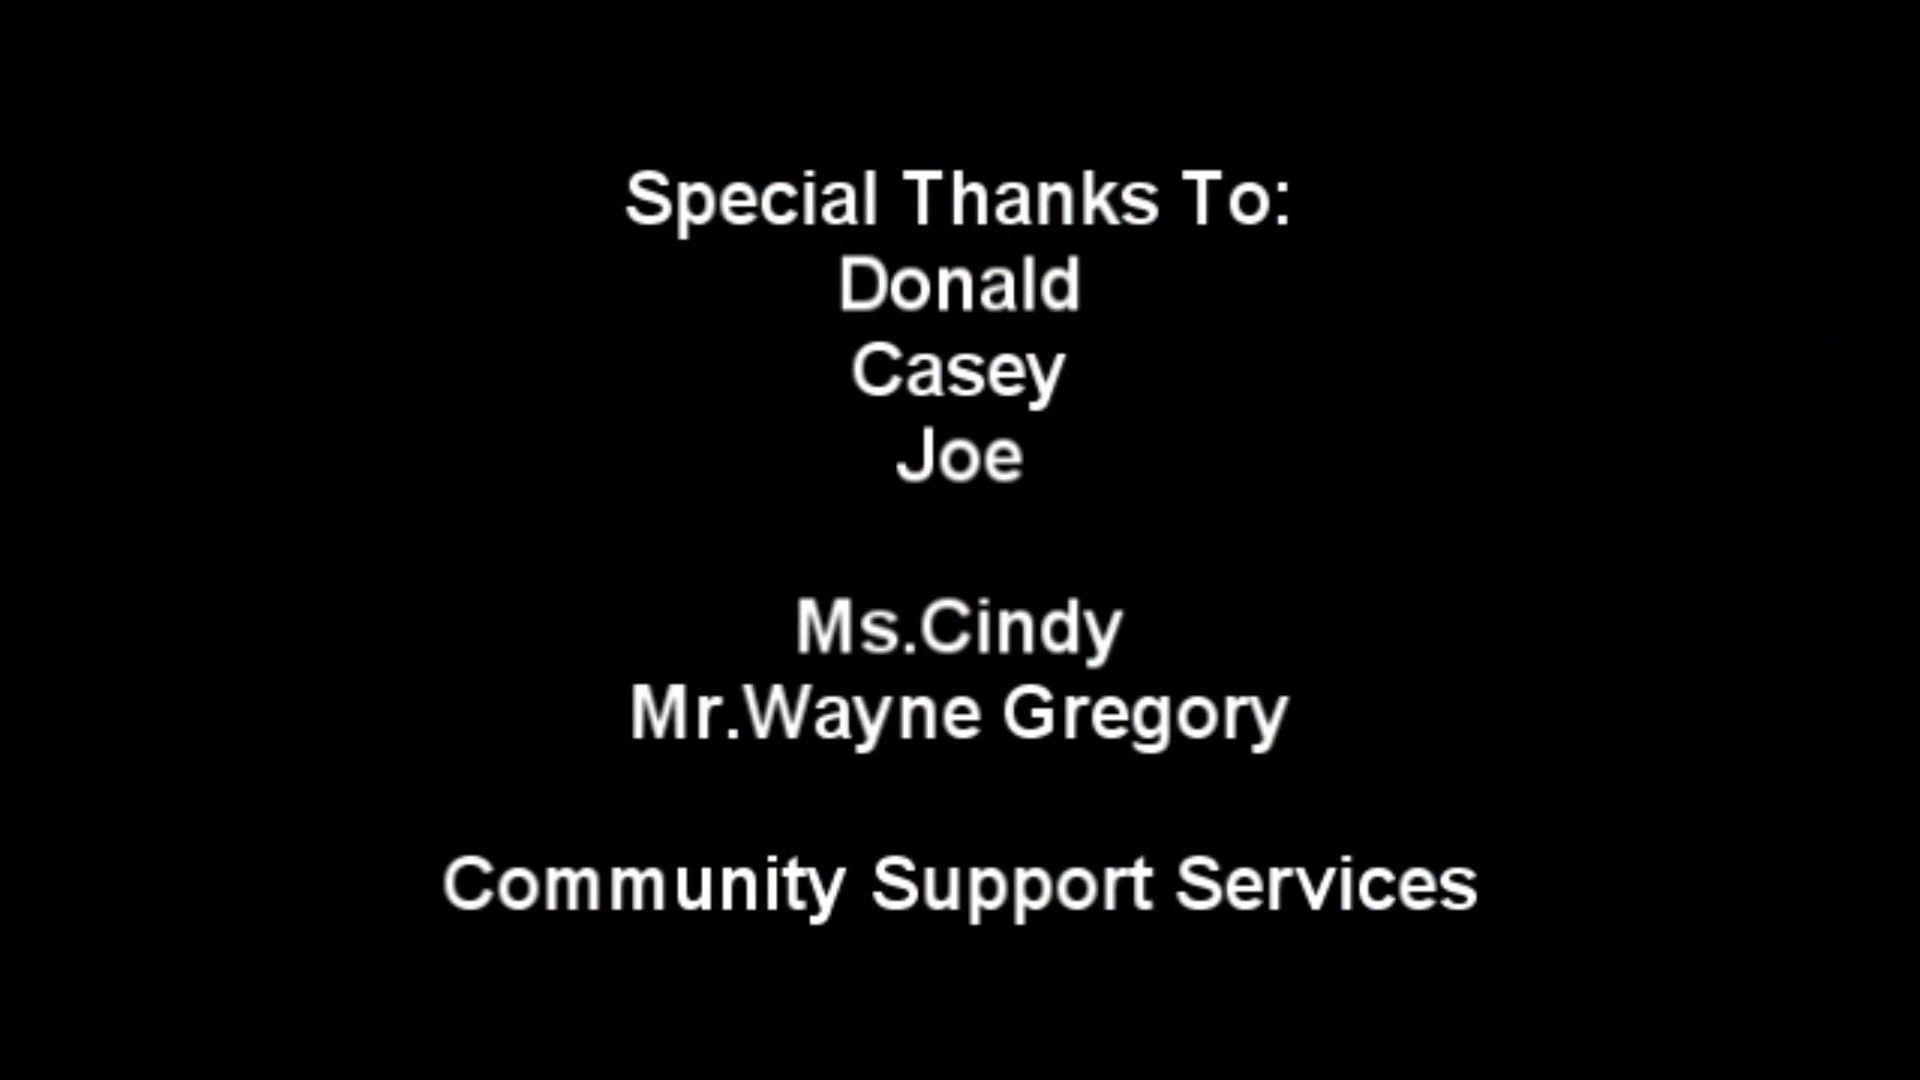 Special Thanks To:
Donald
Casey
Joe
Ms.Cindy
Mr.Wayne Gregory
Community Support Services